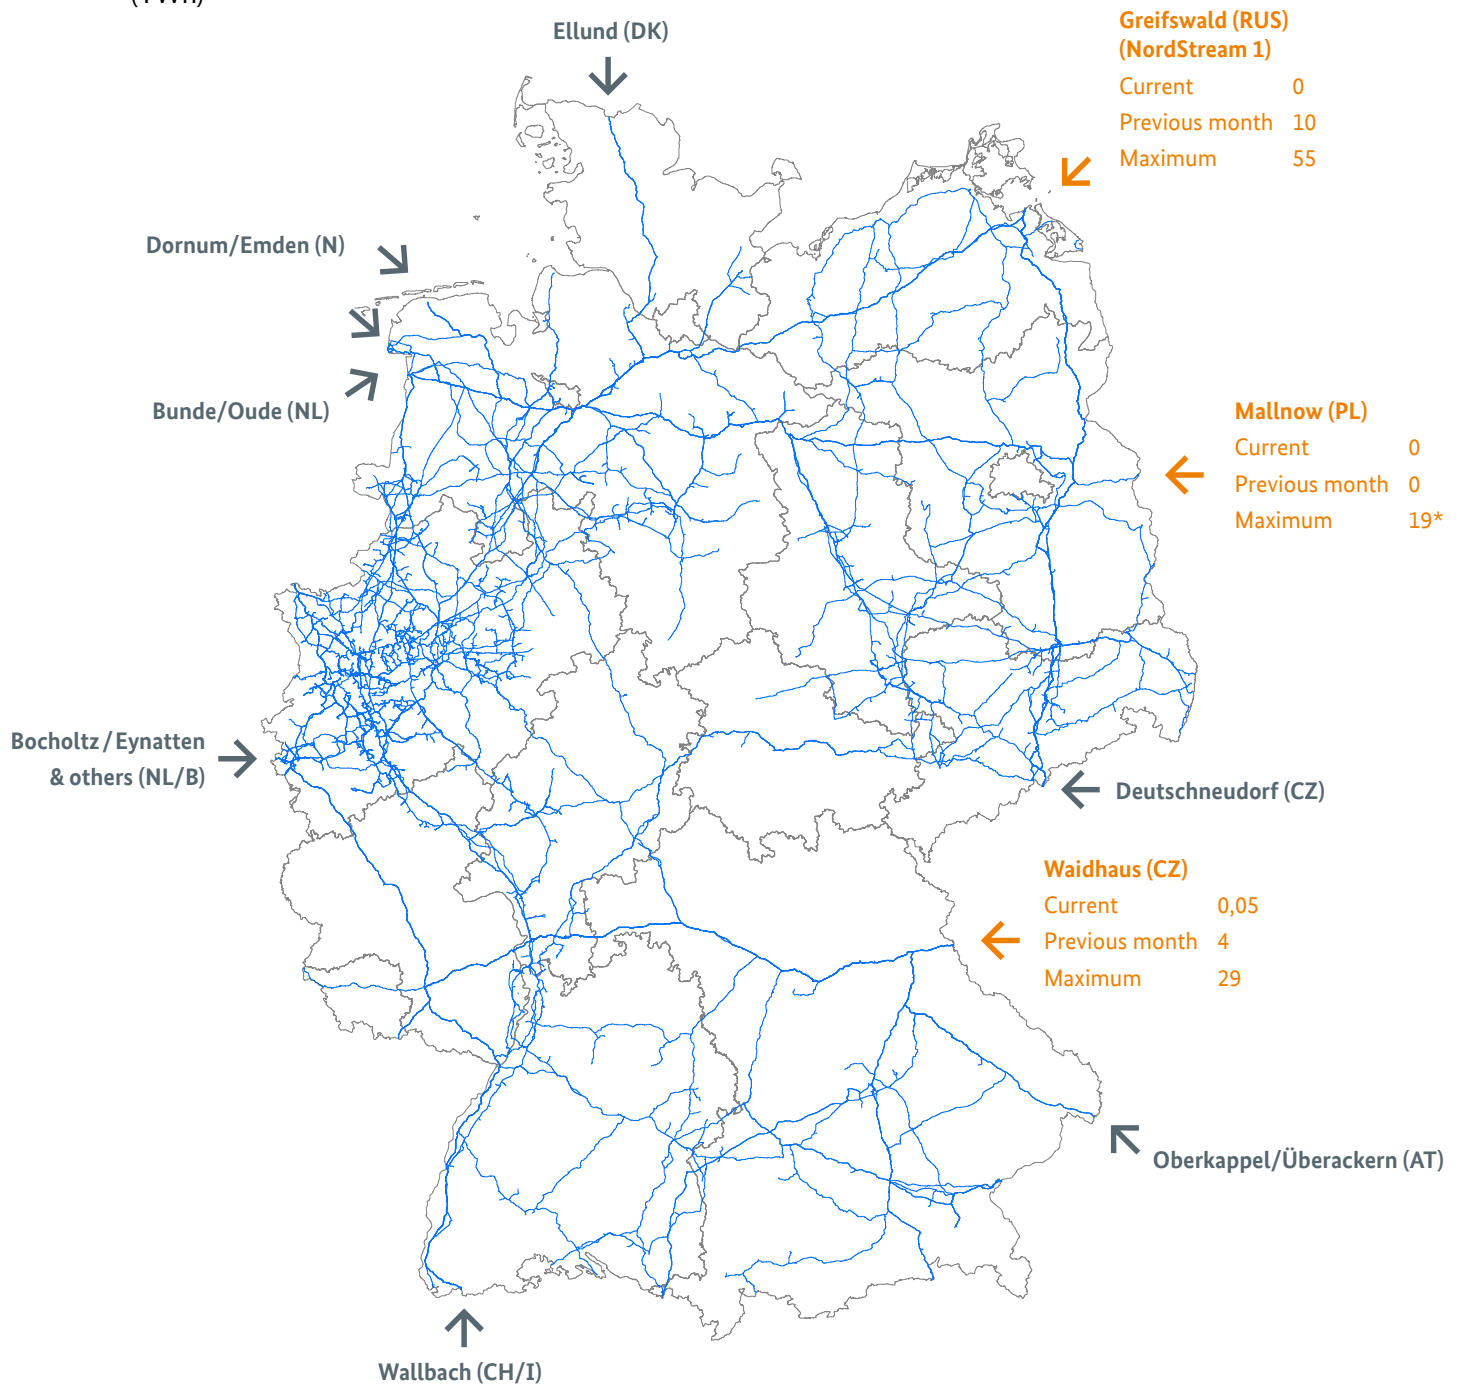 (TWh)
Ellund (DK)
Greifswald (RUS)
(NordStream 1)
Current 0
Previous month 10
Maximum 55
Dornum/Emden (N)
Bunde/Oude (NL)
Mallnow (PL)
Current 0
Previous month 0
Maximum 19*
Bocholtz / Eynatten
& others (NL/B)
Deutschneudorf (CZ)
Waidhaus (CZ)
Current 0,05
Previous month 4
Maximum 29
Oberkappel/Überackern (AT)
Wallbach (CH/I)